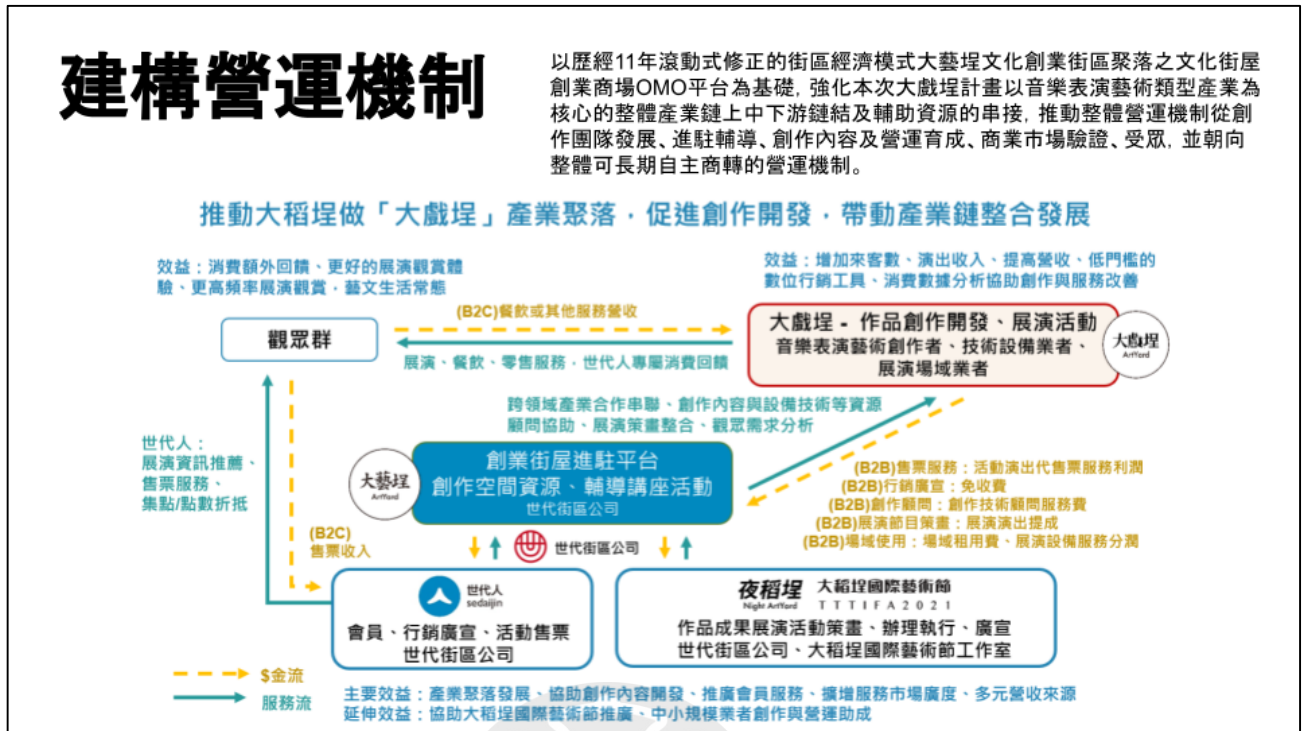 建構營運機制
以歷經11年滾動式修正的街區經濟模式大藝埕文化創業街區聚落之文化街屋
創業商場OMO平台為基礎, 強化本次大戲埕計畫以音樂表演藝術類型產業為
核心的整體產業鏈上中下游鏈結及輔助資源的串接, 推動整體營運機制從創
作團隊發展、進駐輔導、創作內容及營運育成、商業市場驗證、受眾, 並朝向
整體可長期自主商轉的營運機制。
推動大稻埕做「大戲埕」產業聚落．促進創作開發．帶動產業鏈整合發展
效益：消費額外回饋、更好的展演觀賞體
驗、更高頻率展演觀賞．藝文生活常態
效益：增加來客數、演出收入、提高營收、低門檻的
數位行銷工具、消費數據分析協助創作與服務改善
(B2C)餐飲或其他服務營收
觀眾群
展演、餐飲、零售服務．世代人專屬消費回饋
大戲埕 - 作品創作開發、展演活動
音樂表演藝術創作者、技術設備業者、
展演場域業者
大戲埕
ArtYard
跨領域產業合作串聯、創作內容與設備技術等資源
顧問協助、展演策畫整合、觀眾需求分析
世代人：
展演資訊推薦、
售票服務、
集點/點數折抵
大藝埕
ArtYard
創業街屋進駐平台
創作空間資源、輔導講座活動
世代街區公司
(B2B)售票服務：活動演出代售票服務利潤
(B2B)行銷廣宣：免收費
(B2B)創作顧問：創作技術顧問服務費
(B2B)展演節目策畫：展演演出提成
(B2B)場域使用：場域租用費、展演設備服務分潤
(B2C)
售票收入
世代街區公司
世代人
sedaijin
會員、行銷廣宣、活動售票
世代街區公司
夜稻埕
Night ArtYard
大稻埕國際藝術節
TTTIFA2021
作品成果展演活動策畫、辦理執行、廣宣
世代街區公司、大稻埕國際藝術節工作室
$金流
服務流
主要效益：產業聚落發展、協助創作內容開發、推廣會員服務、擴增服務市場廣度、多元營收來源
延伸效益：協助大稻埕國際藝術節推廣、中小規模業者創作與營運助成